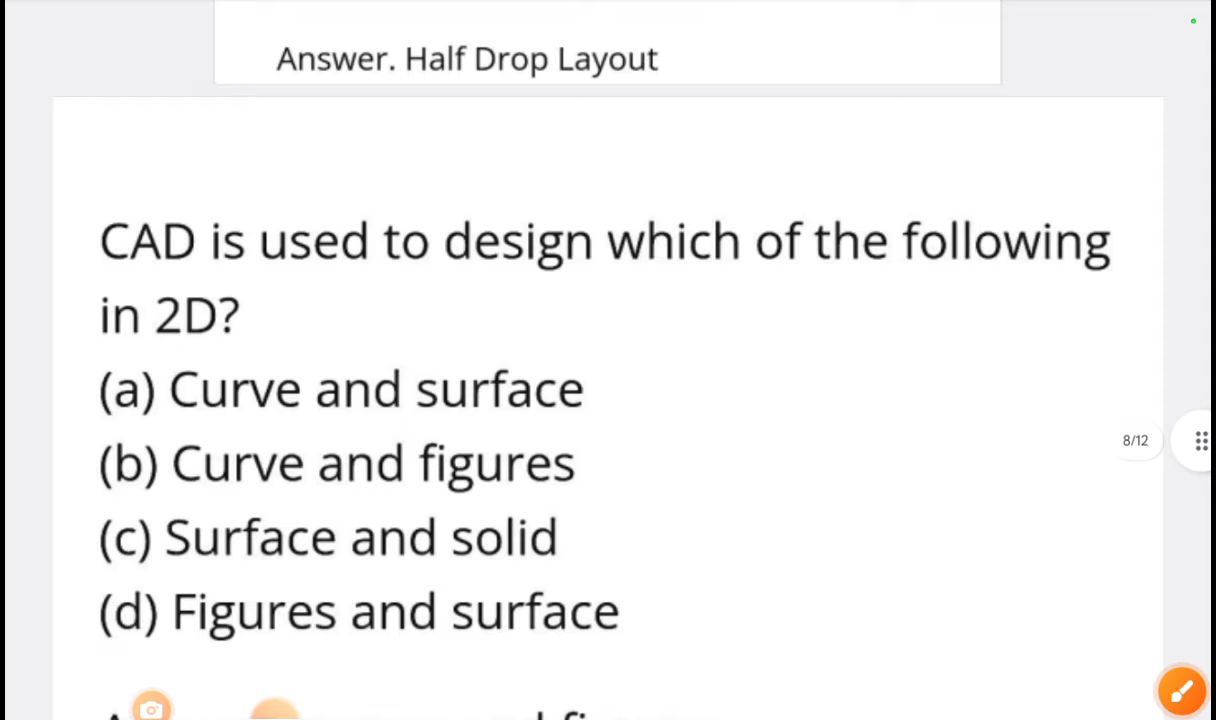 Answer. Half Drop Layout
CAD is used to design which of the following
in 2D?
(a) Curve and surface
(b) Curve and figures
8/12
(c) Surface and solid
(d) Figures and surface